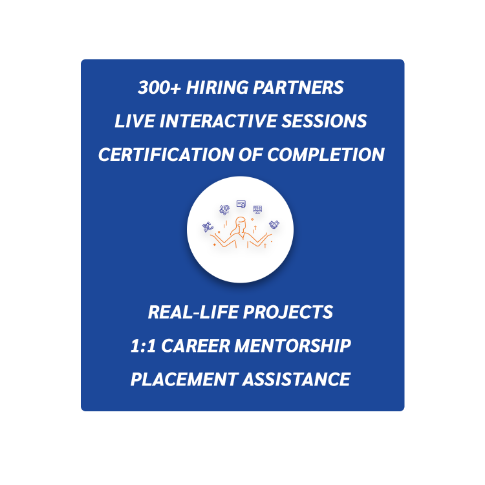 300+ HIRING PARTNERS
LIVE INTERACTIVE SESSIONS
CERTIFICATION OF COMPLETION
REAL-LIFE PROJECTS
1:1 CAREER MENTORSHIP
PLACEMENT ASSISTANCE